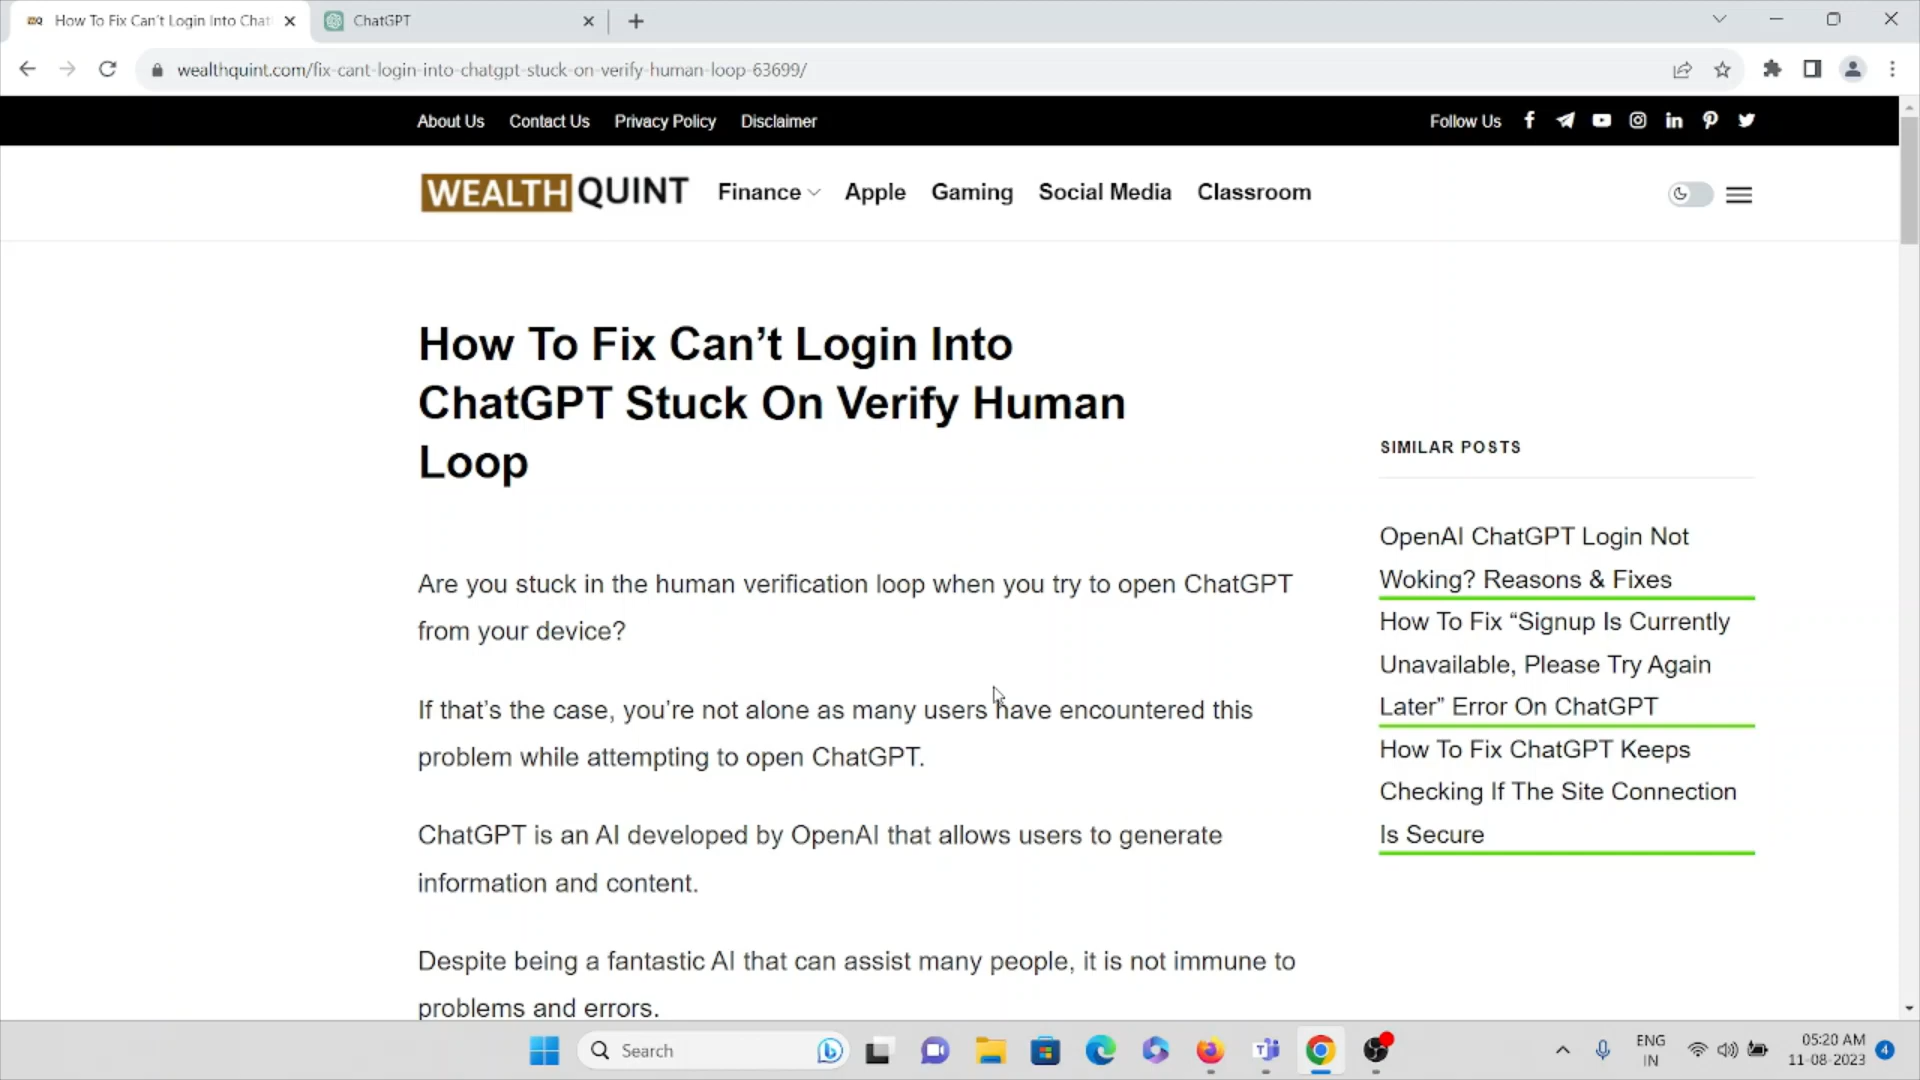 How To Fix Can't Login Into Chat
ChatGPT
wealthquint.com/fix-cant-login-into-chatgpt-stuck-on-verify-human-loop-63699/
About Us Contact Us Privacy Policy Disclaimer Follow Us
WEALTH QUINT Finance Apple Gaming Social Media Classroom
How To Fix Can’t Login Into
ChatGPT Stuck On Verify Human
Loop
Are you stuck in the human verification loop when you try to open ChatGPT
from your device?
If that’s the case, you’re not alone as many users have encountered this
problem while attempting to open ChatGPT.
ChatGPT is an AI developed by OpenAI that allows users to generate
information and content.
Despite being a fantastic AI that can assist many people, it is not immune to
problems and errors.
SIMILAR POSTS
OpenAI ChatGPT Login Not
Woking? Reasons & Fixes
How To Fix “Signup Is Currently
Unavailable, Please Try Again
Later” Error On ChatGPT
How To Fix ChatGPT Keeps
Checking If The Site Connection
Is Secure
Search
ENG
IN
05:20 AM
11-08-2023
4